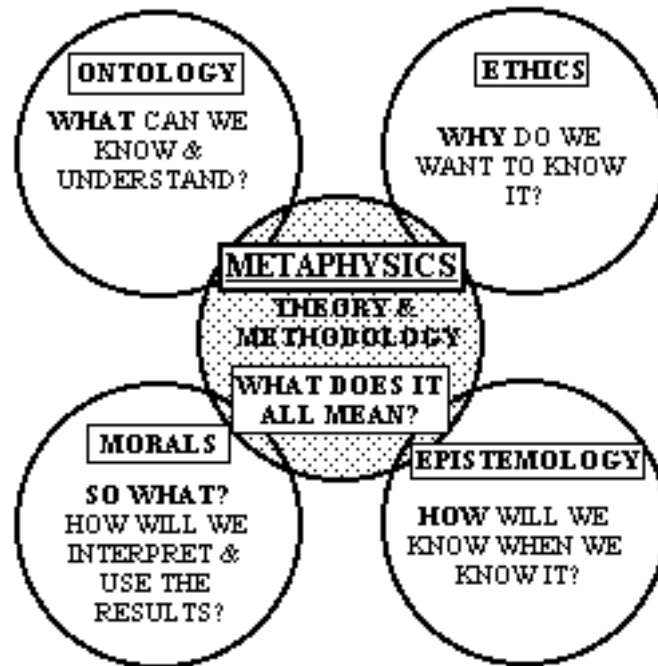 ONTOLOGY
WHAT CAN WE
KNOW &
UNDERSTAND?
ETHICS
WHY DO WE
WANT TO KNOW
IT?
METAPHYSICS
THEORY &
METHODOLOGY
WHAT DOES IT
ALL MEAN?
MORALS
SO WHAT?
HOW WILL WE
INTERPRET &
USE THE
RESULTS?
EPISTEMOLOGY
HOW WILL WE
KNOW WHEN WE
KNOW IT?